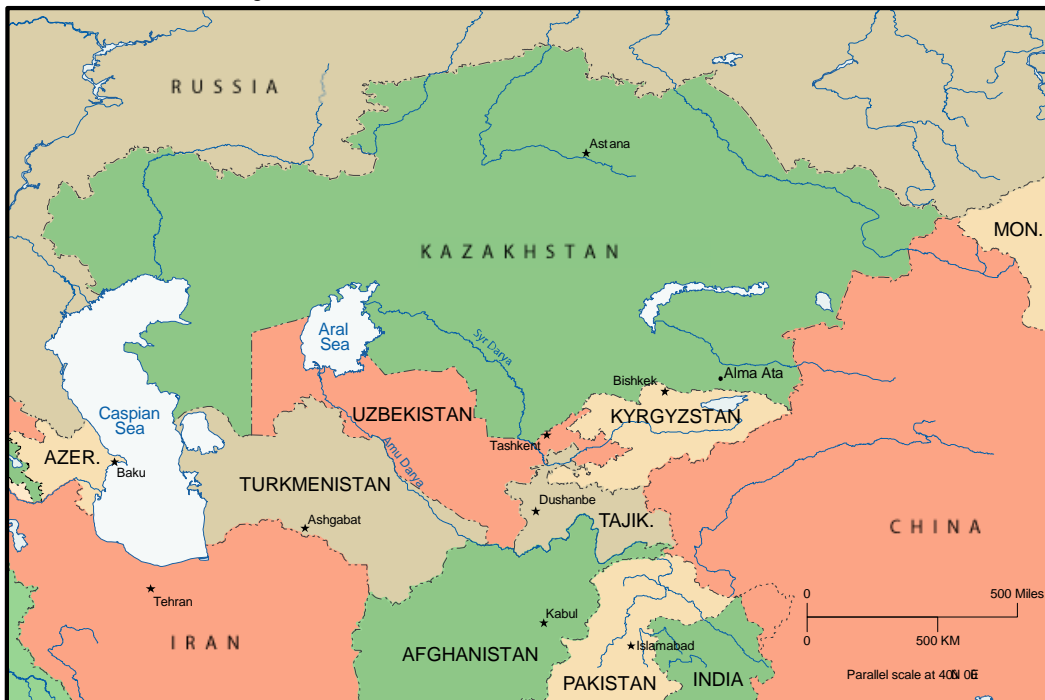 RUSSIA
Astana
MON.
KAZAKHSTAN
Aral
Sea
Syr Darya
Alma Ata
Bishkek
Caspian
Sea
UZBEKISTAN
KYRGYZSTAN
Tashkent
AZER.
Baku
Amu Darya
TURKMENISTAN
Dushanbe
TAJIK.
Ashgabat
CHINA
Tehran
0
500 Miles
0
500 KM
Kabul
IRAN
Islamabad
AFGHANISTAN
PAKISTAN
INDIA
Parallel scale at 40N 0E